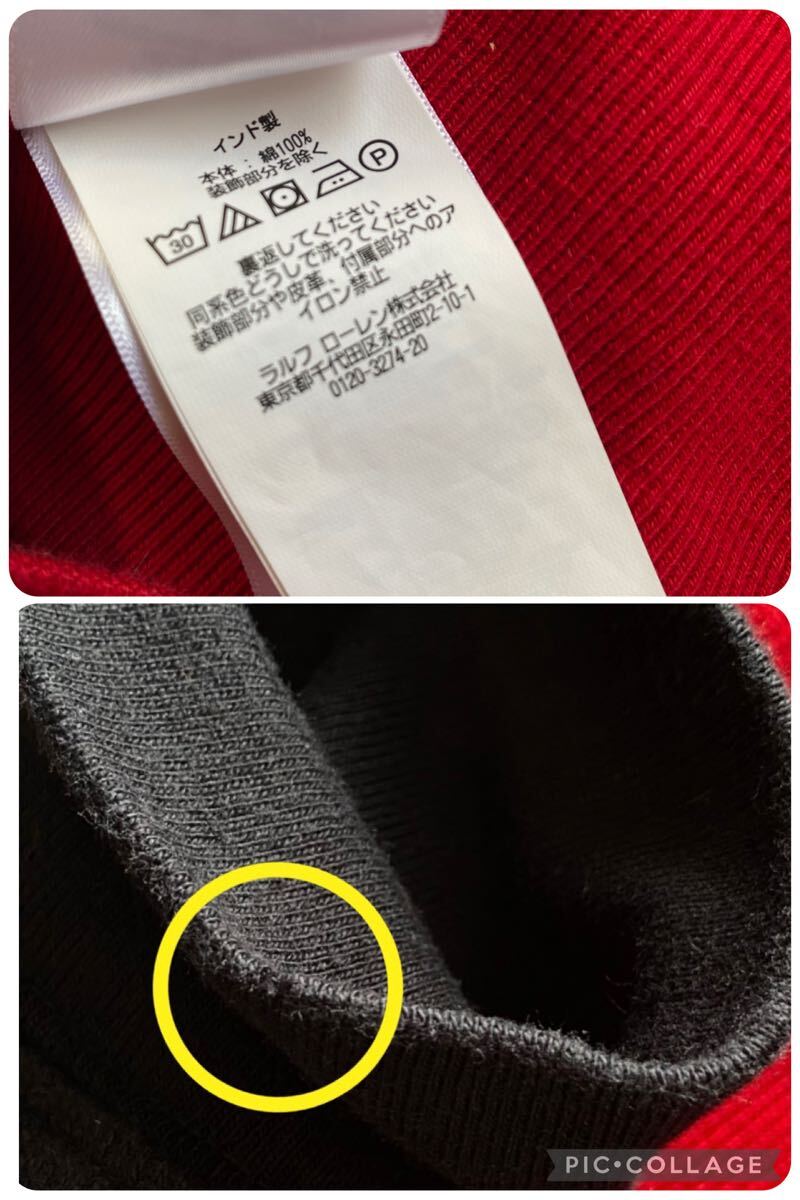 インド製
本体：綿100%
装飾部分を除く
30
P
裏返してください
同系色どうしで洗ってください
装飾部分や皮革、付属部分へのア
イロン禁止
ラルフ ローレン株式会社
東京都千代田区永田町2-10-1
0120-3274-20
PIC•COLLAGE